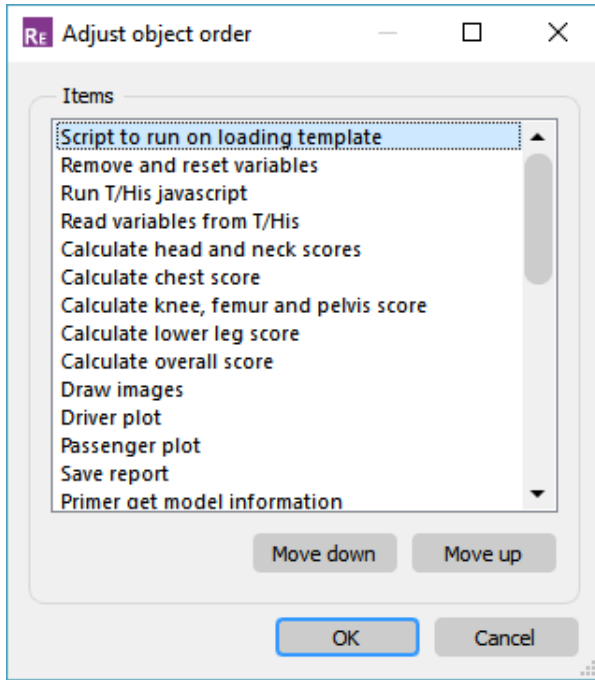 RE Adjust object order
Items
Script to run on loading template
Remove and reset variables
Run T/His javascript
Read variables from T/His
Calculate head and neck scores
Calculate chest score
Calculate knee, femur and pelvis score
Calculate lower leg score
Calculate overall score
Draw images
Driver plot
Passenger plot
Save report
Primer get model information
Move down Move up
OK Cancel